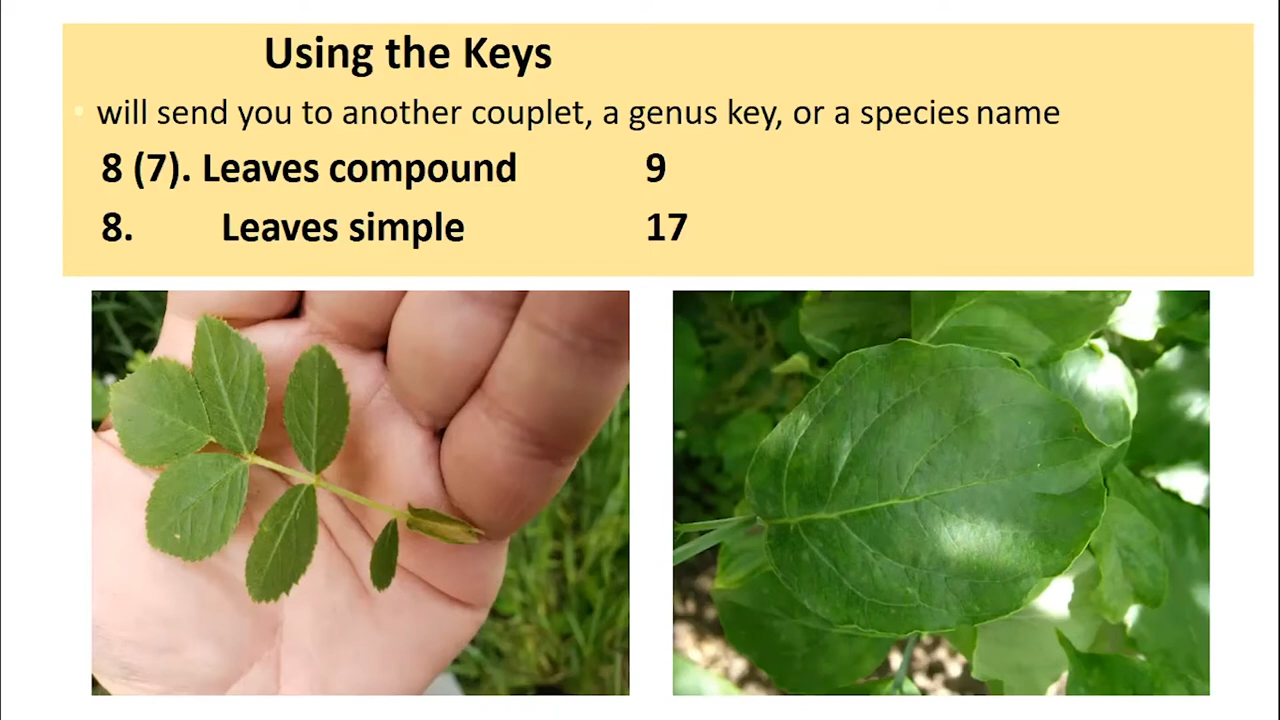 Using the Keys
• will send you to another couplet, a genus key, or a species name
8 (7). Leaves compound 9
8. Leaves simple 17